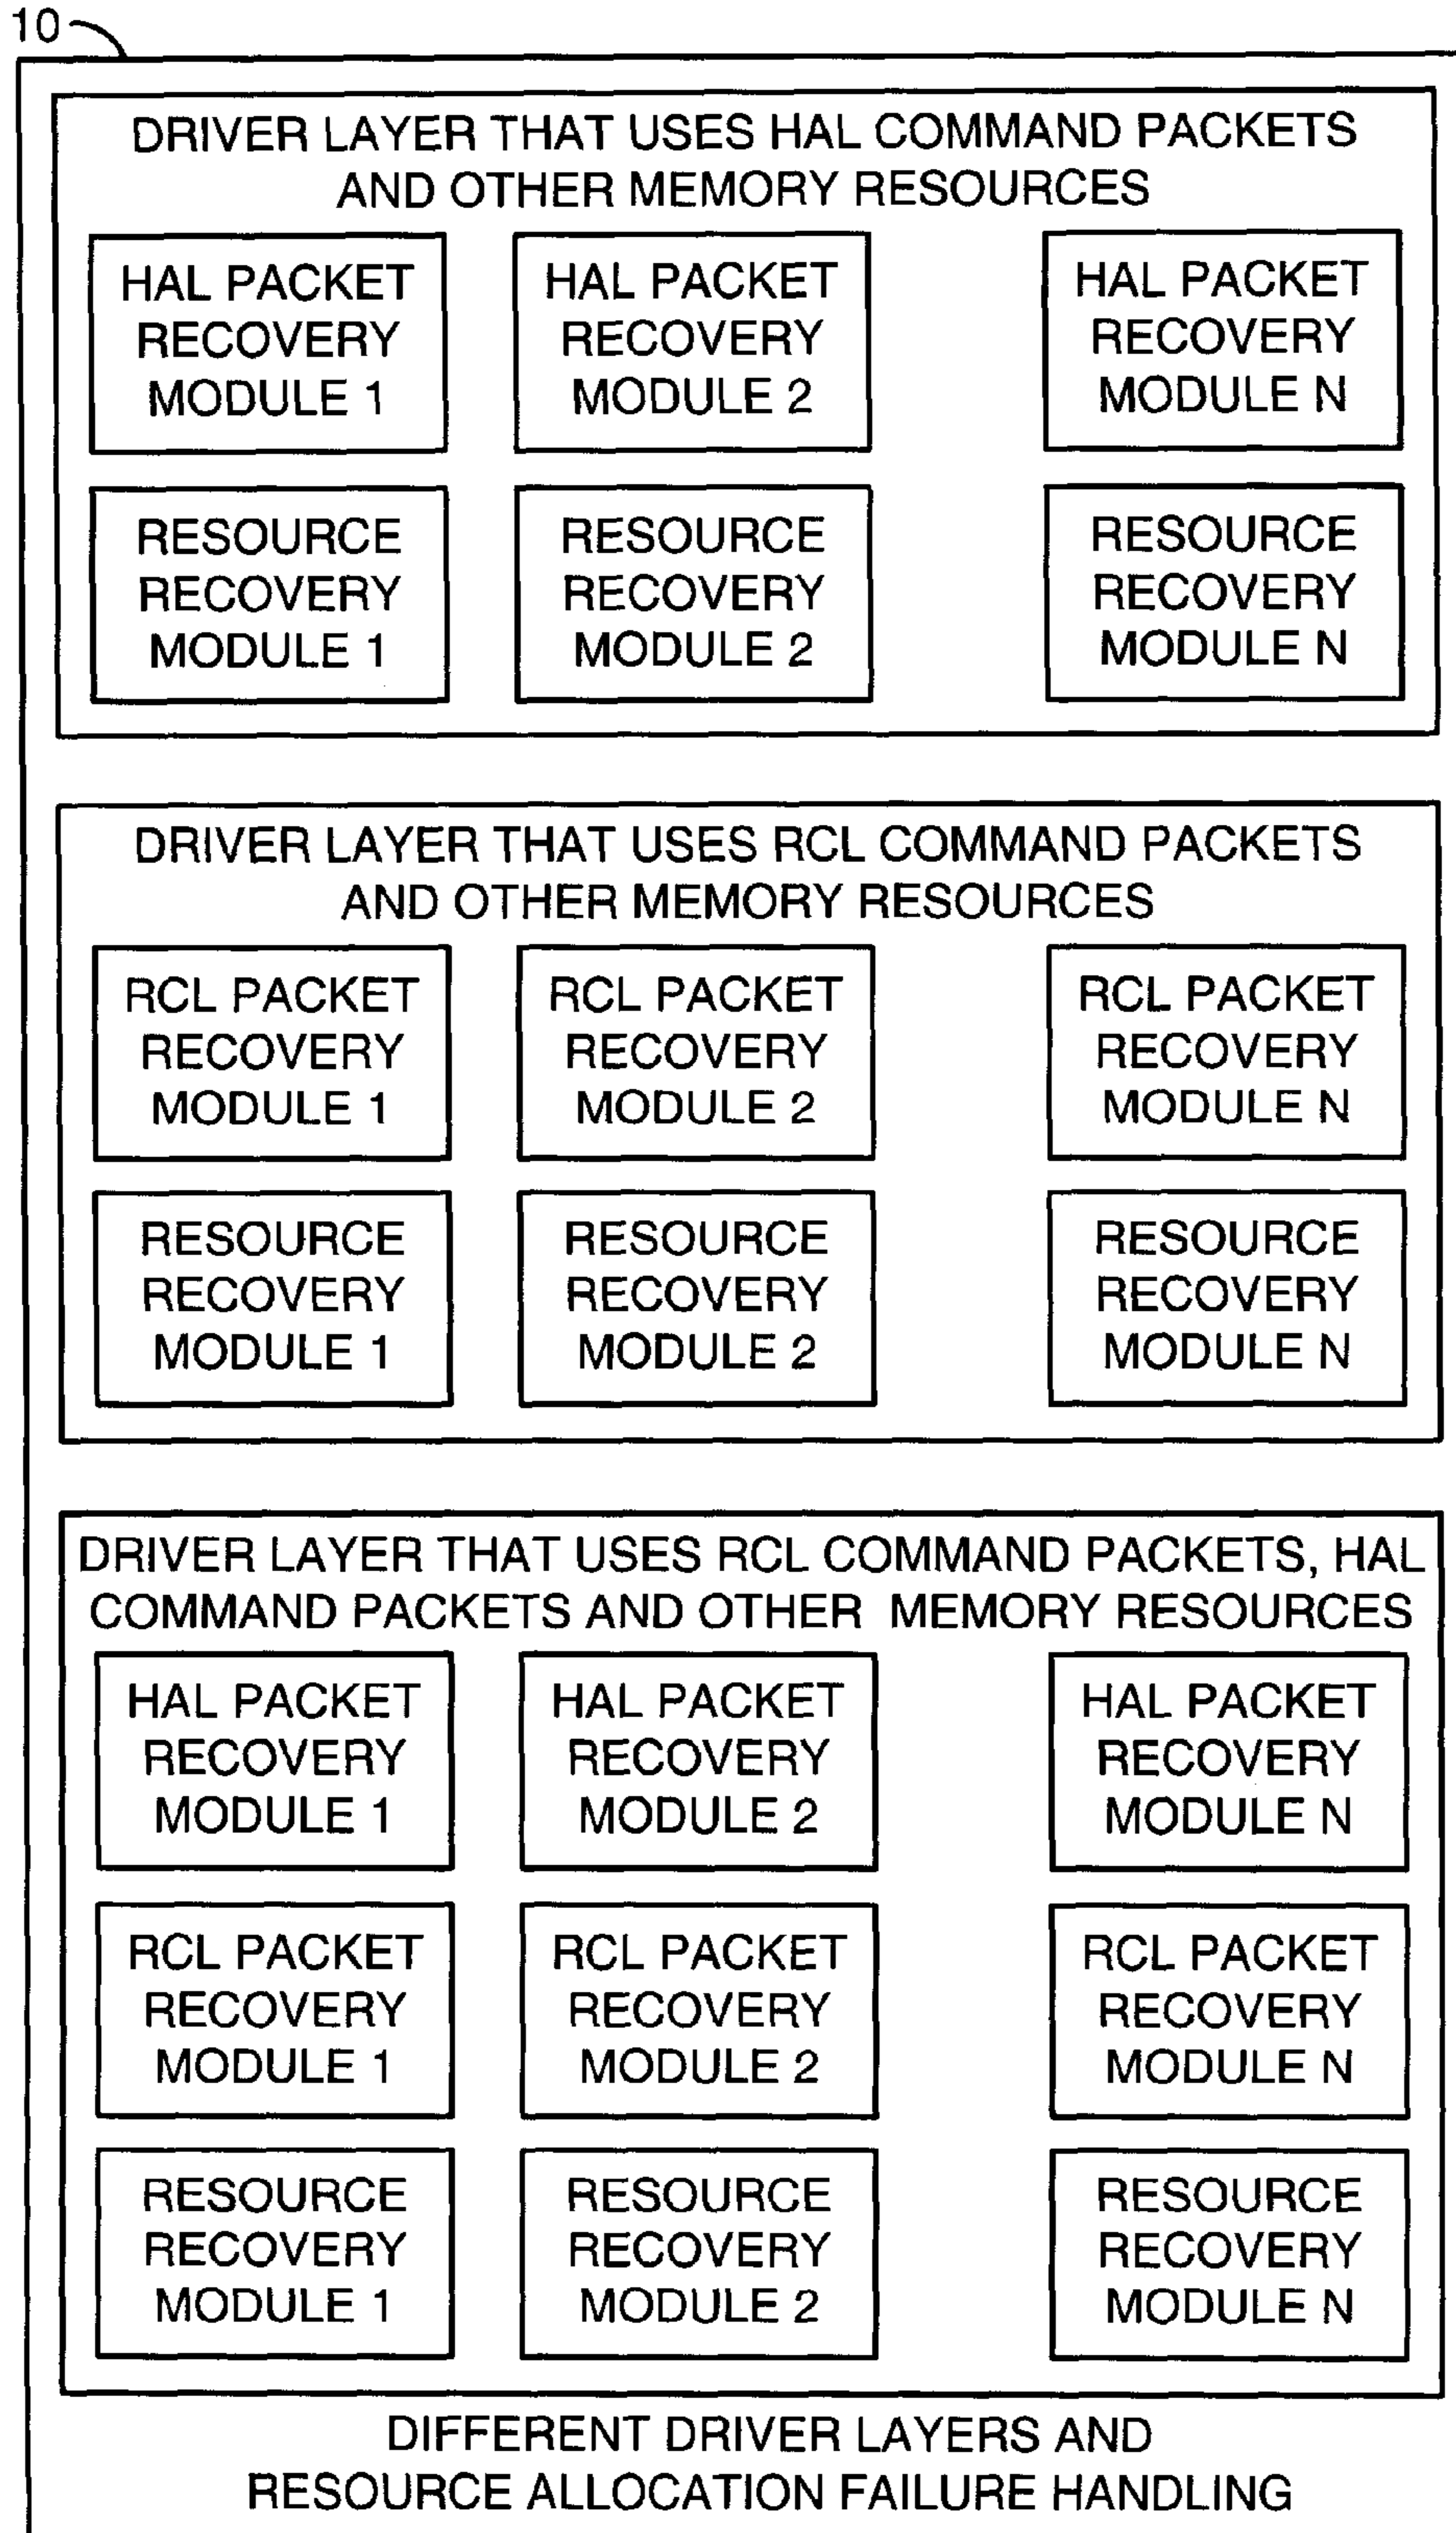 10
DRIVER LAYER THAT USES HAL COMMAND PACKETS
AND OTHER MEMORY RESOURCES
HAL PACKET RECOVERY MODULE 1
HAL PACKET RECOVERY MODULE 2
HAL PACKET RECOVERY MODULE N
RESOURCE RECOVERY MODULE 1
RESOURCE RECOVERY MODULE 2
RESOURCE RECOVERY MODULE N
DRIVER LAYER THAT USES RCL COMMAND PACKETS
AND OTHER MEMORY RESOURCES
RCL PACKET RECOVERY MODULE 1
RCL PACKET RECOVERY MODULE 2
RCL PACKET RECOVERY MODULE N
RESOURCE RECOVERY MODULE 1
RESOURCE RECOVERY MODULE 2
RESOURCE RECOVERY MODULE N
DRIVER LAYER THAT USES RCL COMMAND PACKETS, HAL
COMMAND PACKETS AND OTHER MEMORY RESOURCES
HAL PACKET RECOVERY MODULE 1
HAL PACKET RECOVERY MODULE 2
HAL PACKET RECOVERY MODULE N
RCL PACKET RECOVERY MODULE 1
RCL PACKET RECOVERY MODULE 2
RCL PACKET RECOVERY MODULE N
RESOURCE RECOVERY MODULE 1
RESOURCE RECOVERY MODULE 2
RESOURCE RECOVERY MODULE N
DIFFERENT DRIVER LAYERS AND
RESOURCE ALLOCATION FAILURE HANDLING